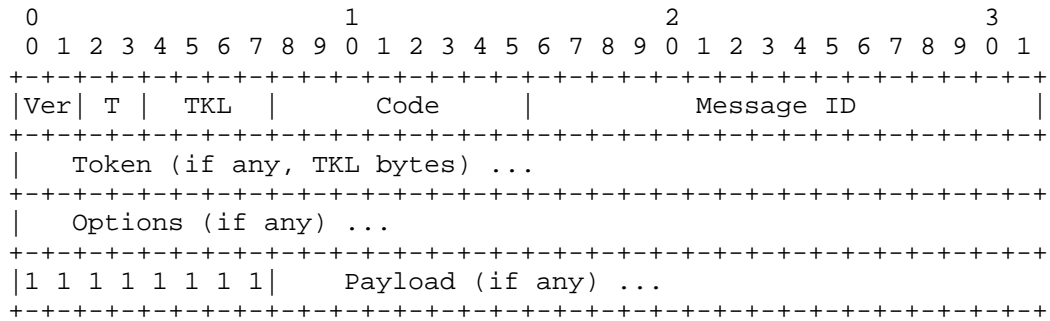 0                   1                   2                   3
 0 1 2 3 4 5 6 7 8 9 0 1 2 3 4 5 6 7 8 9 0 1 2 3 4 5 6 7 8 9 0 1
+-+-+-+-+-+-+-+-+-+-+-+-+-+-+-+-+-+-+-+-+-+-+-+-+-+-+-+-+-+-+-+-+
|Ver| T |  TKL  |      Code     |          Message ID           |
+-+-+-+-+-+-+-+-+-+-+-+-+-+-+-+-+-+-+-+-+-+-+-+-+-+-+-+-+-+-+-+-+
|   Token (if any, TKL bytes) ...
+-+-+-+-+-+-+-+-+-+-+-+-+-+-+-+-+-+-+-+-+-+-+-+-+-+-+-+-+-+-+-+-+
|   Options (if any) ...
+-+-+-+-+-+-+-+-+-+-+-+-+-+-+-+-+-+-+-+-+-+-+-+-+-+-+-+-+-+-+-+-+
|1 1 1 1 1 1 1 1|    Payload (if any) ...
+-+-+-+-+-+-+-+-+-+-+-+-+-+-+-+-+-+-+-+-+-+-+-+-+-+-+-+-+-+-+-+-+